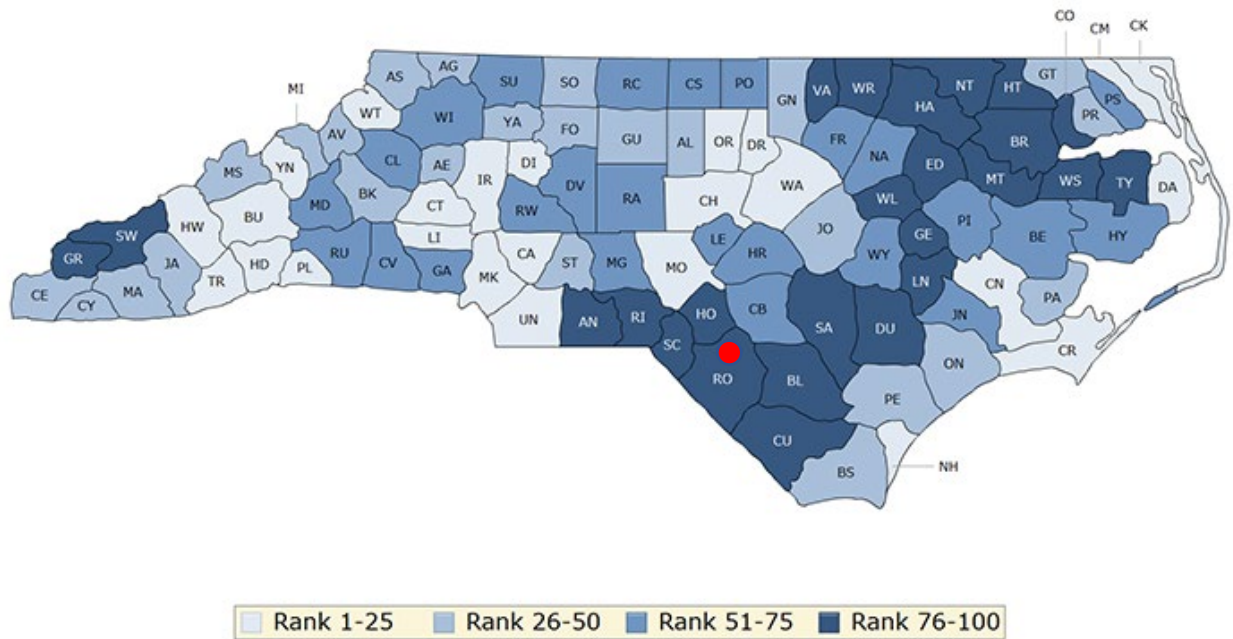 CO CM CK
MI
AS AG SU SO RC CS PO GN VA WR HA NT HT GT PR PS
WT WI YA FO GU AL OR DR FR NA BR
AV CL AE DI ED MT WS TY DA
MS YN BK IR DV RA WA
MD CT RW CH WL
HW BU LI LE HR JO PI BE HY
SW GR JA TR HD PL RU CV GA MK CA ST MG MO WY GE
CE CY MA LN CN PA
UN AN RI HO CB SA DU JN
SC RO BL ON CR
PE
CU
BS NH
Rank 1-25 Rank 26-50 Rank 51-75 Rank 76-100